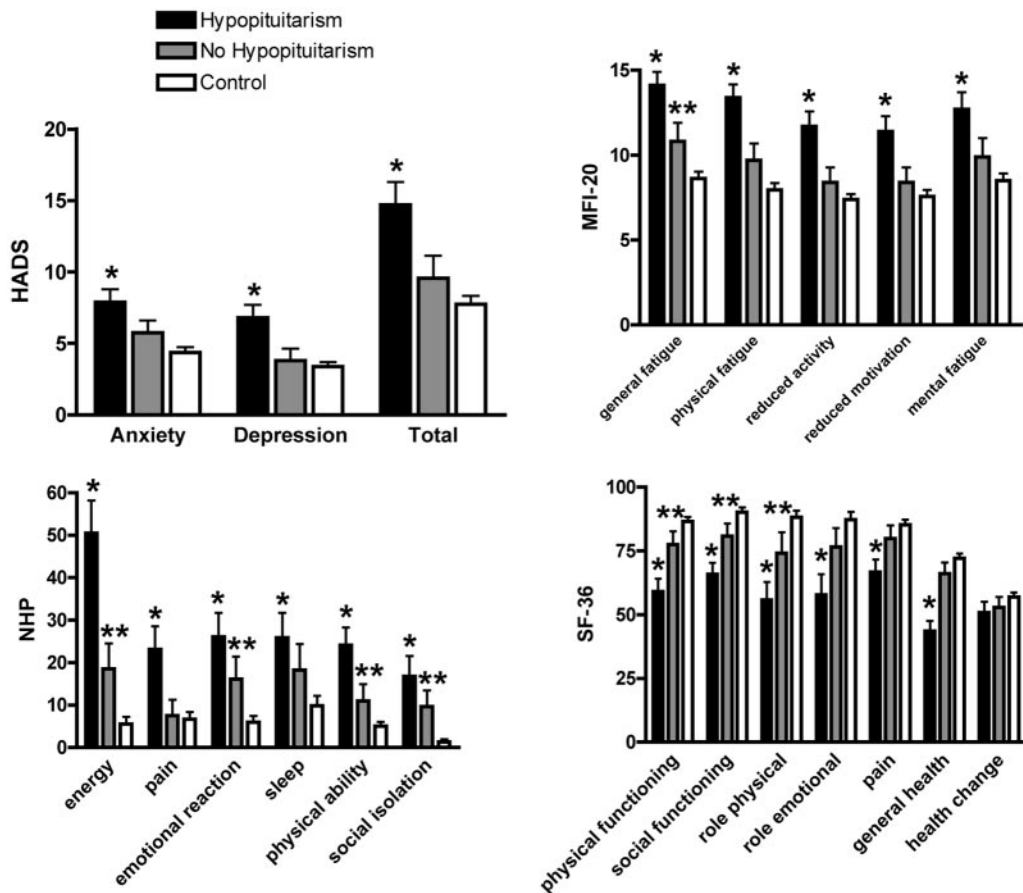 Hypopituitarism
No Hypopituitarism
Control
HADS
20
15
10
5
0
*
*
*
Anxiety
Depression
Total
MFI-20
15
10
5
0
*
**
*
*
*
*
general fatigue
physical fatigue
reduced activity
reduced motivation
mental fatigue
NHP
60
50
40
30
20
10
0
*
**
*
*
**
*
*
**
*
**
energy
pain
emotional reaction
sleep
physical ability
social isolation
SF-36
100
75
50
25
0
*
**
*
**
*
**
*
*
*
physical functioning
social functioning
role physical
role emotional
pain
general health
health change